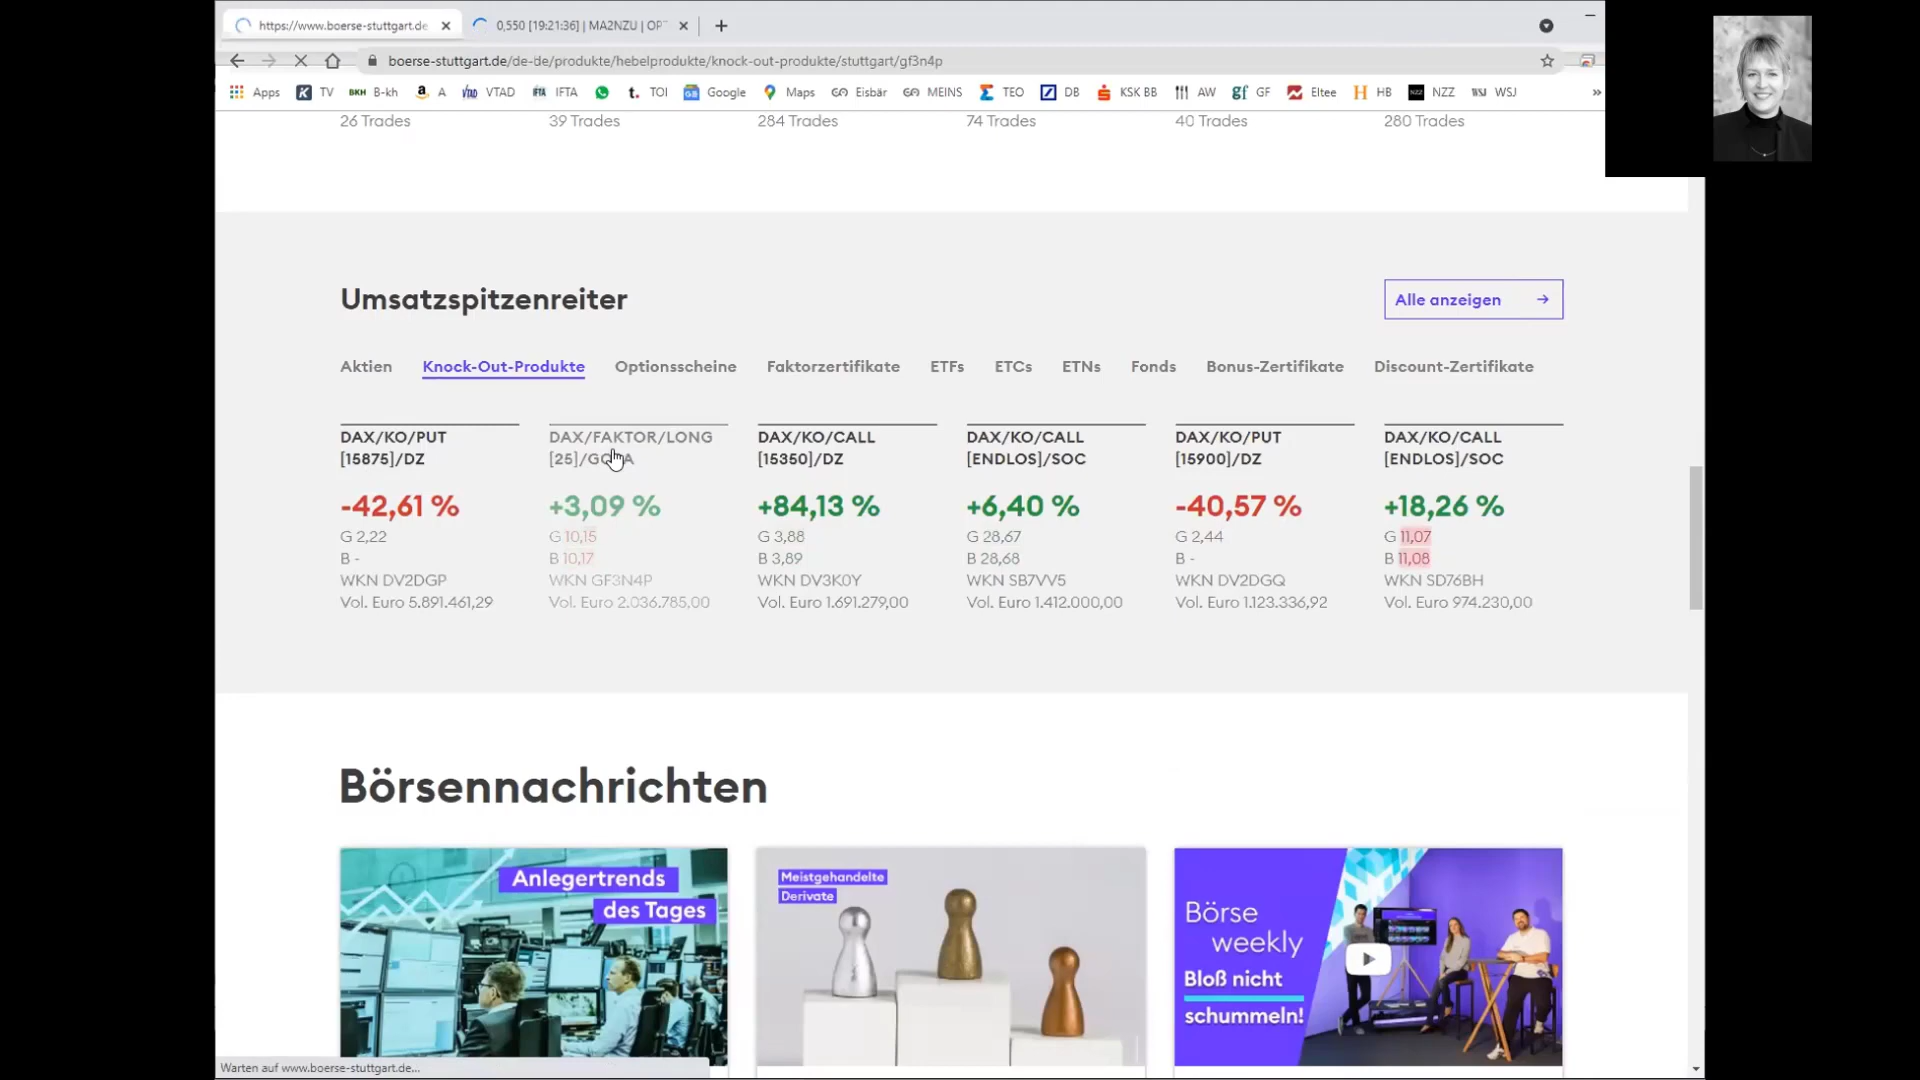 https://www.boerse-stuttgart.de
0,550 [19:21:36] | MA2NZU | OP
boerse-stuttgart.de/de-de/produkte/hebelprodukte/knock-out-produkte/stuttgart/gf3n4p
Apps TV B-kh A VTAD IFTA TOI Google Maps Eisbär MEINS TEO DB KSK BB AW GF Eltee HB NZZ WSJ
26 Trades 39 Trades 284 Trades 74 Trades 40 Trades 280 Trades
Umsatzspitzenreiter
Alle anzeigen
Aktien Knock-Out-Produkte Optionsscheine Faktorzertifikate ETFs ETCs ETNs Fonds Bonus-Zertifikate Discount-Zertifikate
DAX/KO/PUT
[15875]/DZ
-42,61 %
G 2,22
B -
WKN DV2DGP
Vol. Euro 5.891.461,29
DAX/FAKTOR/LONG
+3,09 %
G 10,15
B 10,17
WKN GF3N4P
Vol. Euro 2.036.785,00
DAX/KO/CALL
[15350]/DZ
+84,13 %
G 3,88
B 3,89
WKN DV3K0Y
Vol. Euro 1.691.279,00
DAX/KO/CALL
[ENDLOS]/SOC
+6,40 %
G 28,67
B 28,68
WKN SB7VV5
Vol. Euro 1.412.000,00
DAX/KO/PUT
[15900]/DZ
-40,57 %
G 2,44
B -
WKN DV2DGQ
Vol. Euro 1.123.336,92
DAX/KO/CALL
[ENDLOS]/SOC
+18,26 %
G 11,07
B 11,08
WKN SD76BH
Vol. Euro 974.230,00
Börsennachrichten
Anlegertrends
des Tages
Meistgehandelte
Derivate
Börse
weekly
Bloß nicht
schummeln!
Warten auf www.boerse-stuttgart.de...